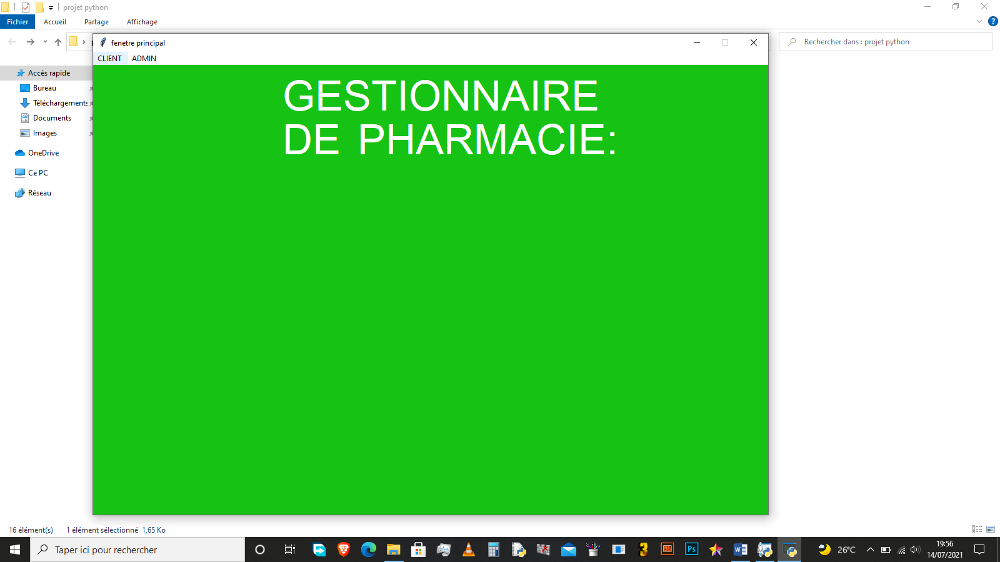 projet python
Fichier Accueil Partage Affichage ?
Rechercher dans : projet python
fenetre principal
CLIENT ADMIN
GESTIONNAIRE
DE PHARMACIE:
Accès rapide
Bureau
Téléchargements
Documents
Images
OneDrive
Ce PC
Réseau
16 élément(s) 1 élément sélectionné 1,65 Ko
Taper ici pour rechercher
3
Ps
W
26°C
19:56
14/07/2021